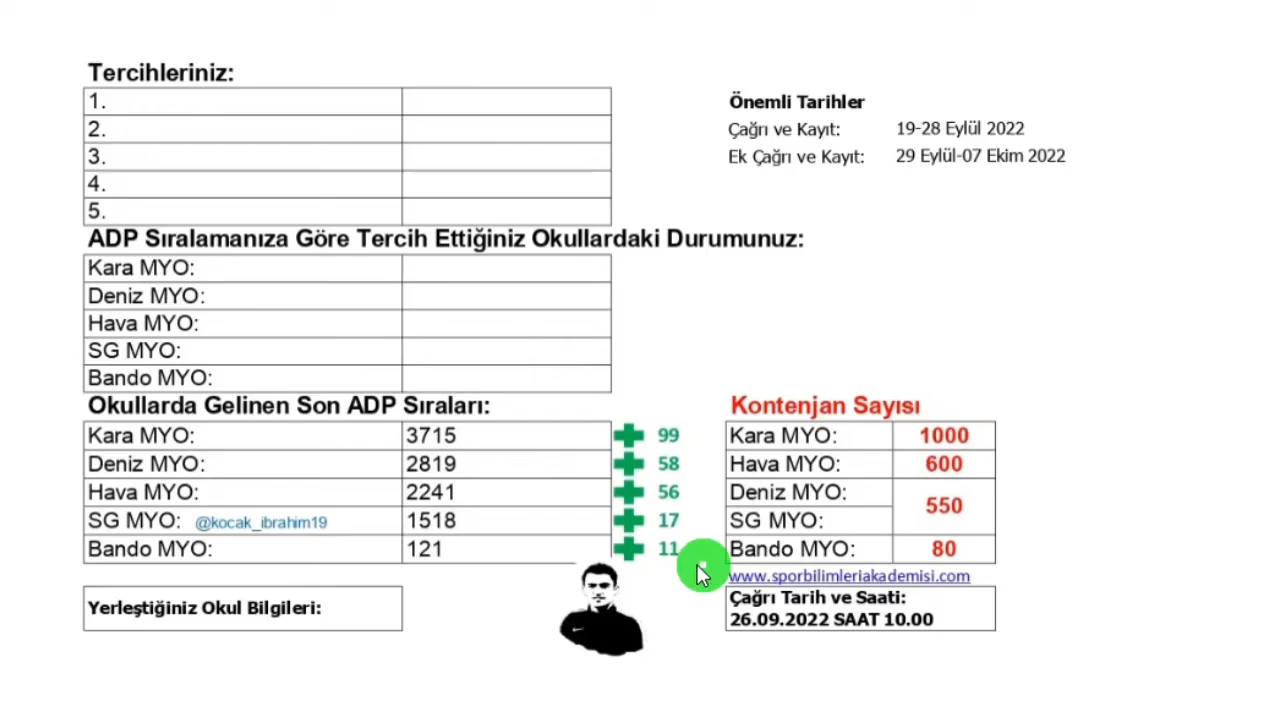 Tercihleriniz:
1.
2.
3.
4.
5.
Önemli Tarihler
Çağrı ve Kayıt: 19-28 Eylül 2022
Ek Çağrı ve Kayıt: 29 Eylül-07 Ekim 2022
ADP Sıralamanıza Göre Tercih Ettiğiniz Okullardaki Durumunuz:
Kara MYO:
Deniz MYO:
Hava MYO:
SG MYO:
Bando MYO:
Okullarda Gelinen Son ADP Sıraları:
Kara MYO: 3715 + 99
Deniz MYO: 2819 + 58
Hava MYO: 2241 + 56
SG MYO: @kocak_ibrahim19 1518 + 17
Bando MYO: 121 + 11
Kontenjan Sayısı
Kara MYO: 1000
Hava MYO: 600
Deniz MYO: 550
SG MYO:
Bando MYO: 80
www.sporbilimleriakademisi.com
Yerleştiğiniz Okul Bilgileri:
Çağrı Tarih ve Saati:
26.09.2022 SAAT 10.00